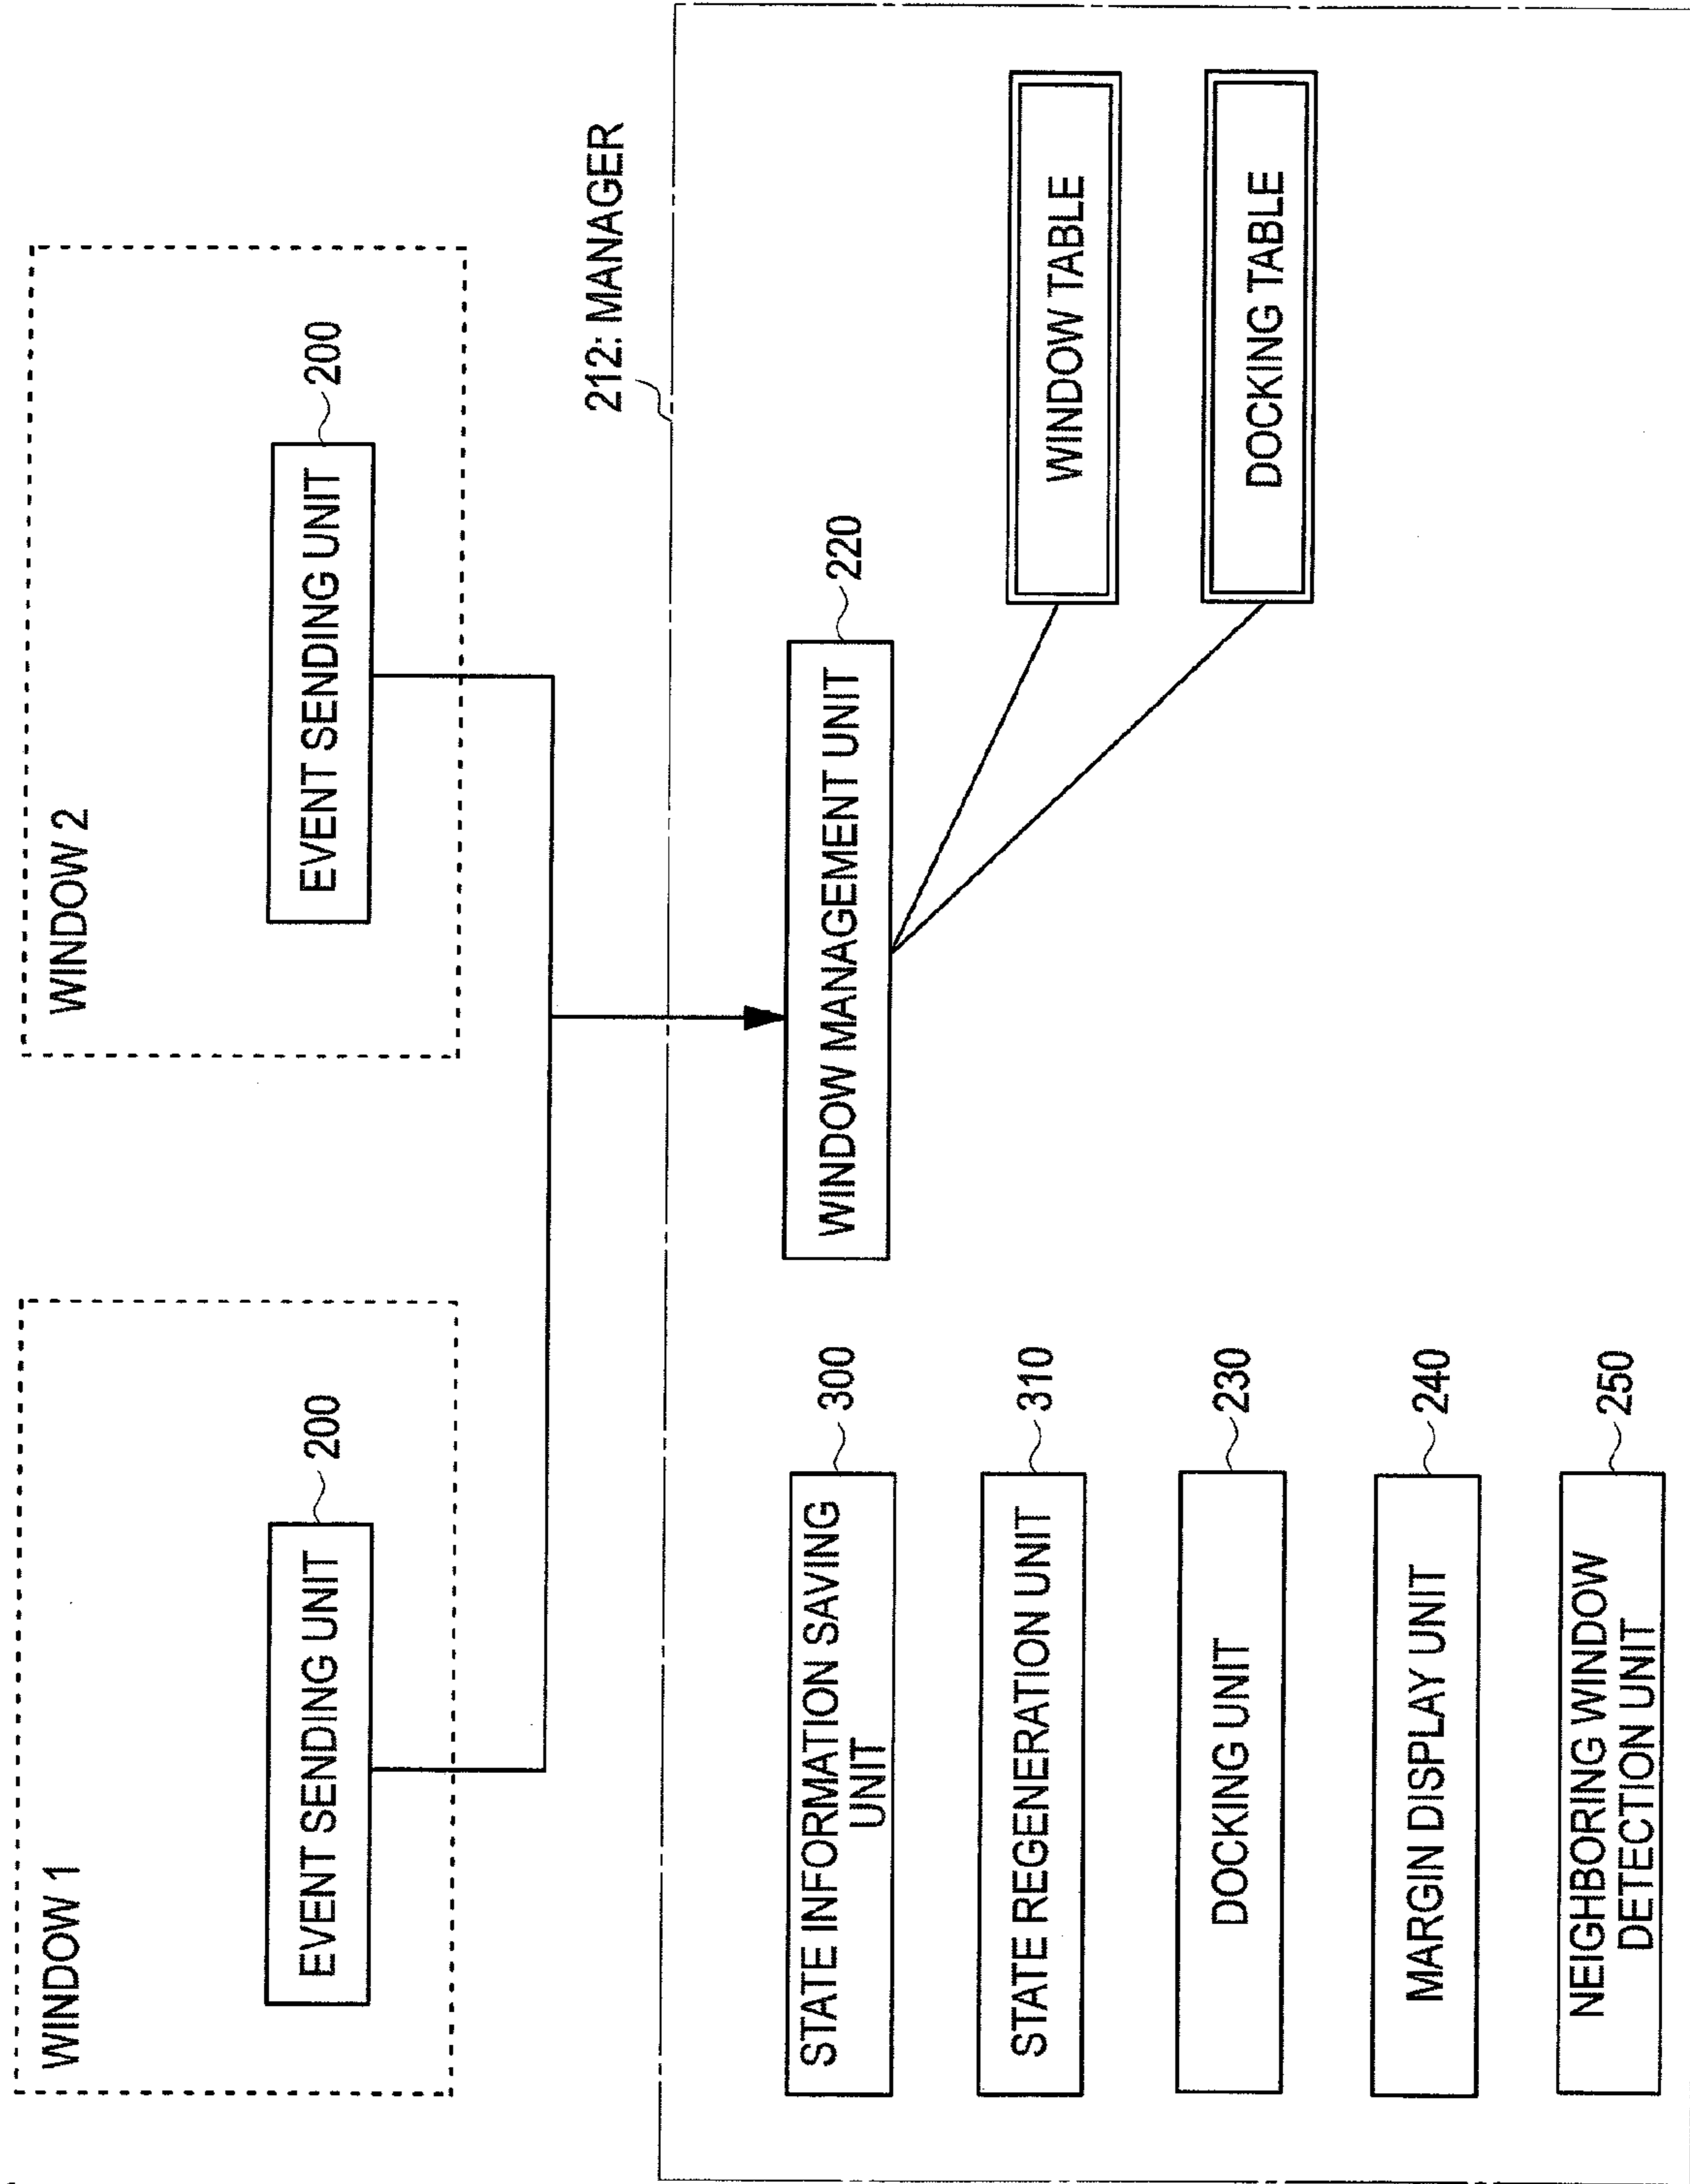 WINDOW 1
EVENT SENDING UNIT
200
WINDOW 2
EVENT SENDING UNIT
200
212: MANAGER
STATE INFORMATION SAVING
UNIT
300
STATE REGENERATION UNIT
310
DOCKING UNIT
230
MARGIN DISPLAY UNIT
240
NEIGHBORING WINDOW
DETECTION UNIT
250
WINDOW MANAGEMENT UNIT
220
WINDOW TABLE
DOCKING TABLE